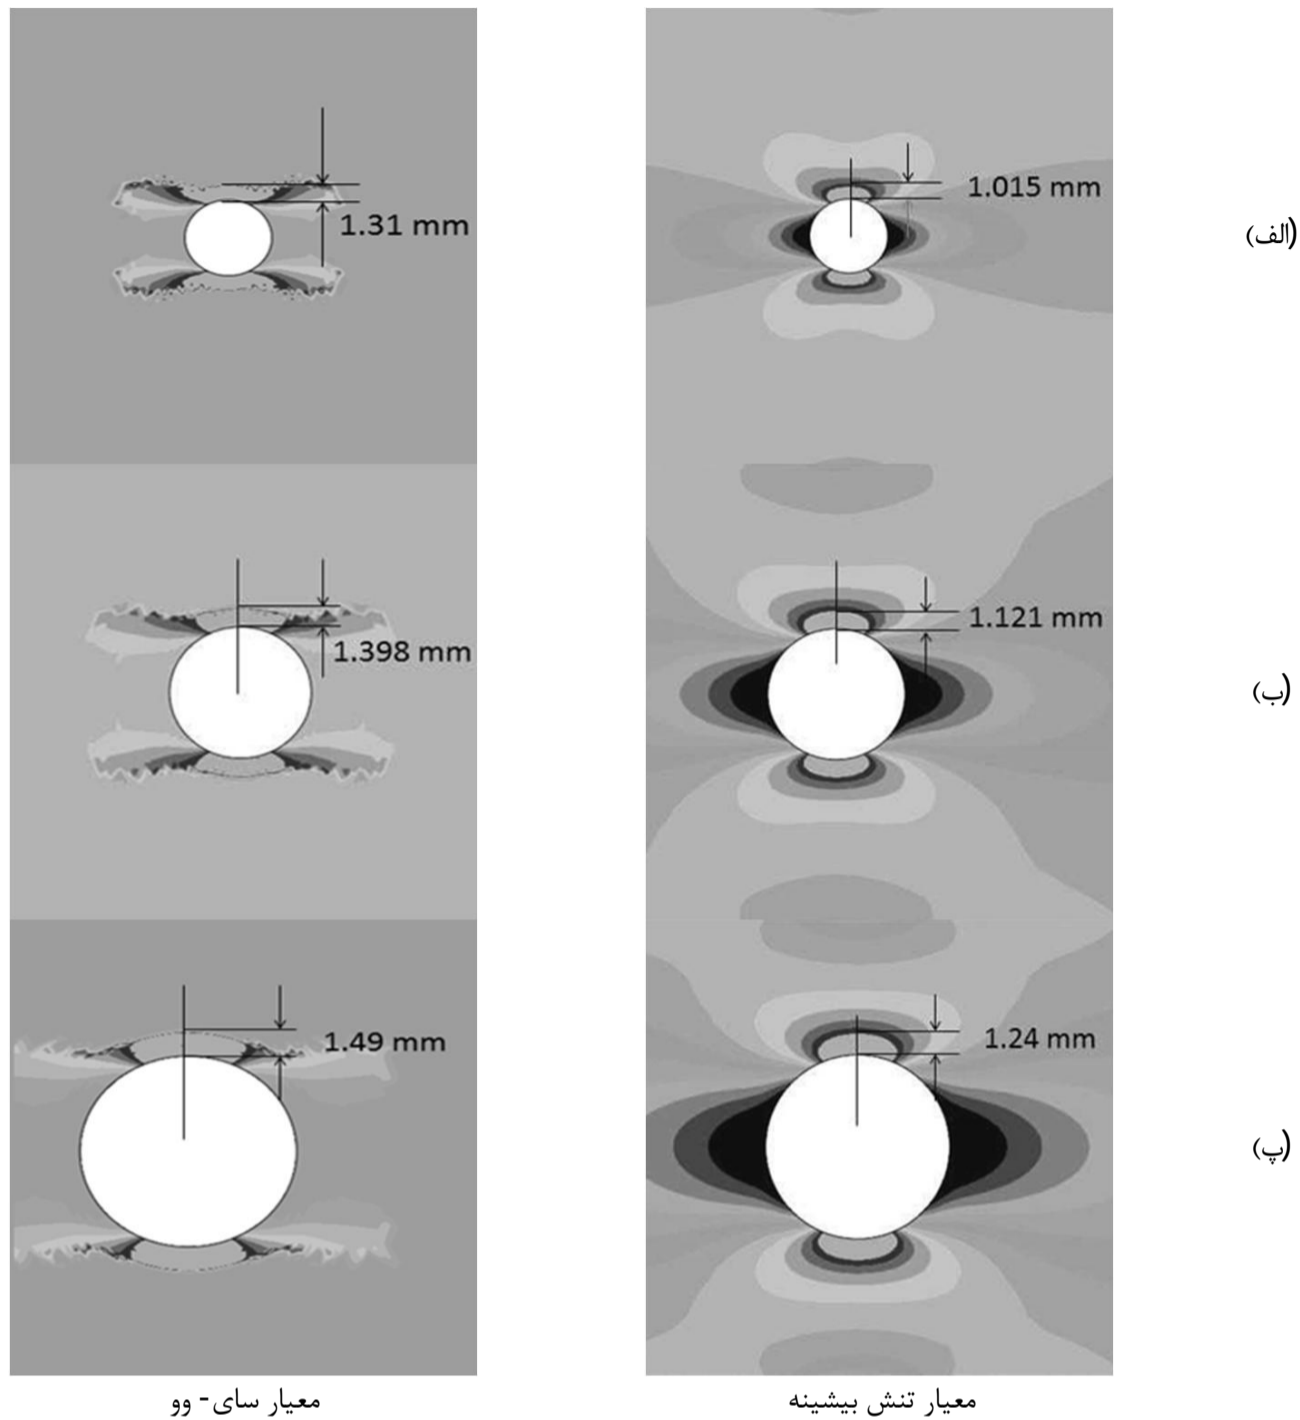 1.31 mm
1.015 mm
(الف)
1.398 mm
1.121 mm
(ب)
1.49 mm
1.24 mm
(پ)
معیار سای- وو
معیار تنش بیشینه